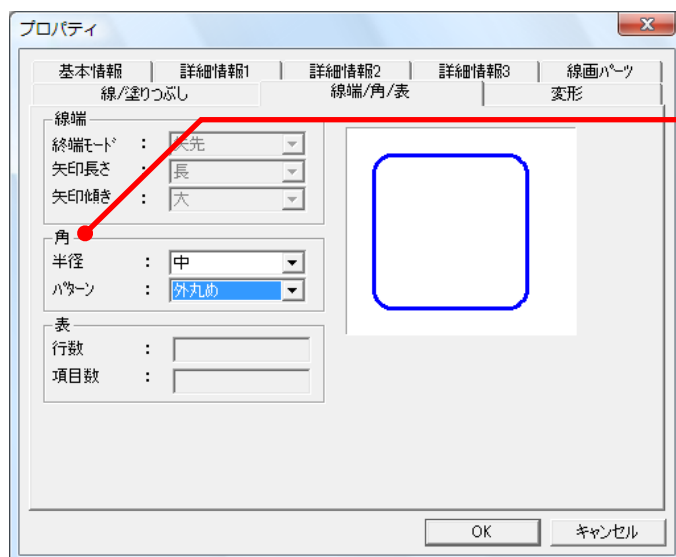 プロパティ
基本情報 詳細情報1 詳細情報2 詳細情報3 線画パーツ
線/塗りつぶし 線端/角/表 変形
線端
終端モード : 矢先
矢印長さ : 長
矢印傾き : 大
角
半径 : 中
パターン : 外丸め
表
行数 :
項目数 :
OK キャンセル